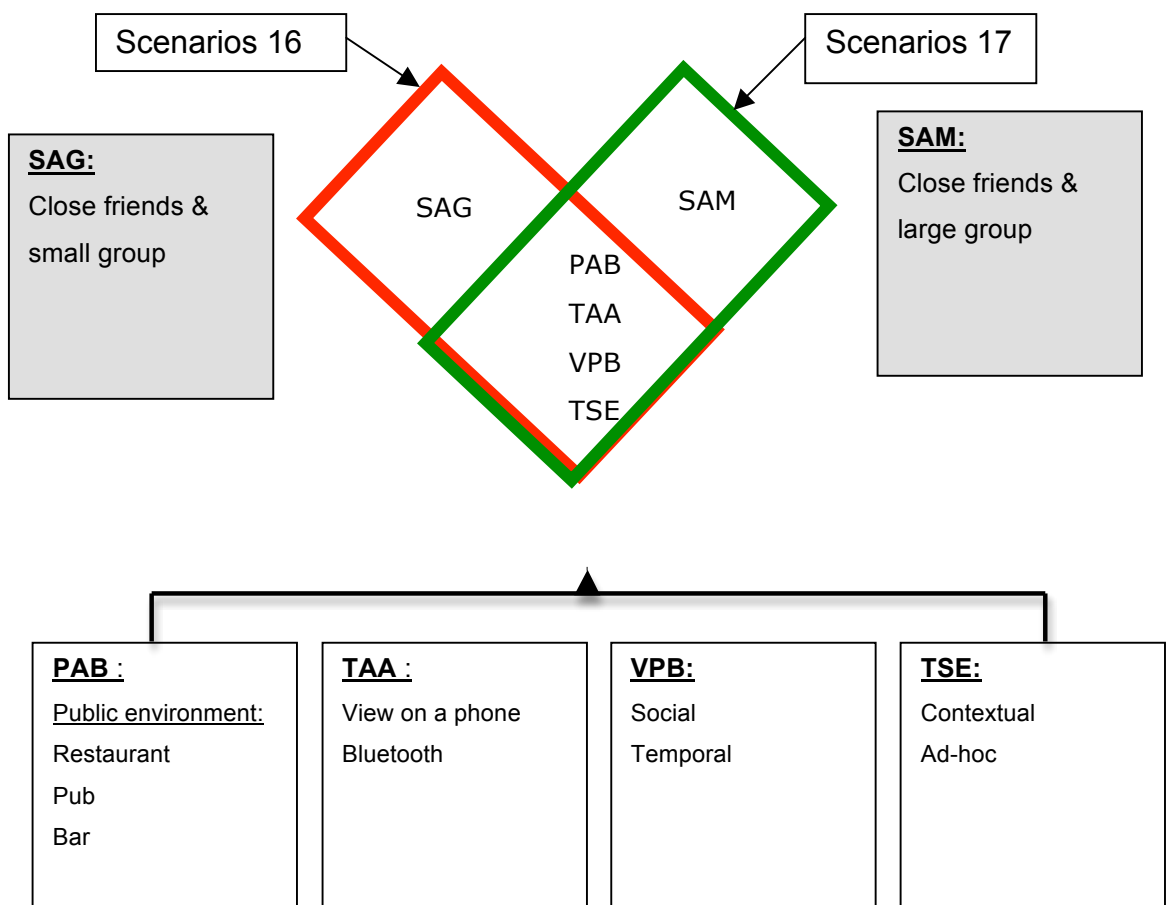 Scenarios 16
Scenarios 17
SAG:
Close friends &
small group
SAM:
Close friends &
large group
SAG
SAM
PAB
TAA
VPB
TSE
PAB :
Public environment:
Restaurant
Pub
Bar
TAA :
View on a phone
Bluetooth
VPB:
Social
Temporal
TSE:
Contextual
Ad-hoc